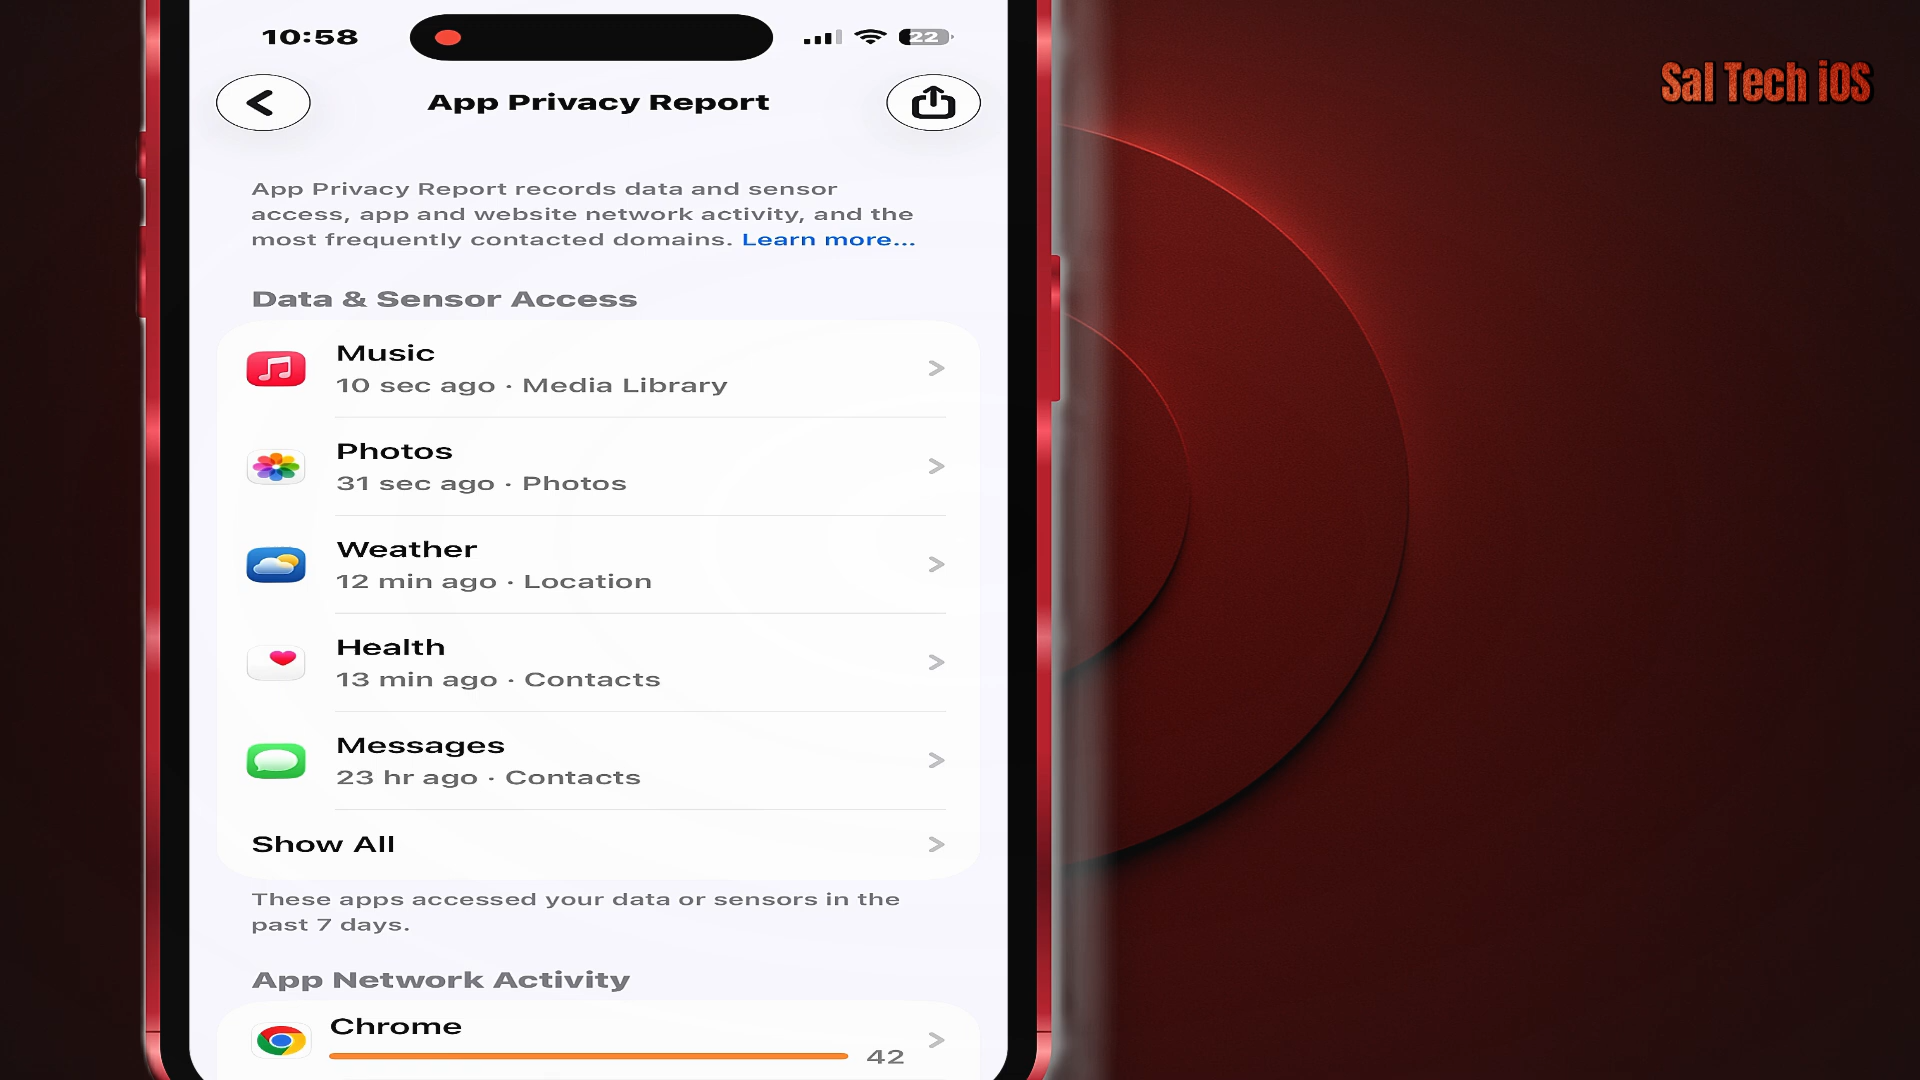 10:58
22
App Privacy Report
Sal Tech iOS
App Privacy Report records data and sensor
access, app and website network activity, and the
most frequently contacted domains. Learn more...
Data & Sensor Access
Music
10 sec ago · Media Library
Photos
31 sec ago · Photos
Weather
12 min ago · Location
Health
13 min ago · Contacts
Messages
23 hr ago · Contacts
Show All
These apps accessed your data or sensors in the
past 7 days.
App Network Activity
Chrome
42